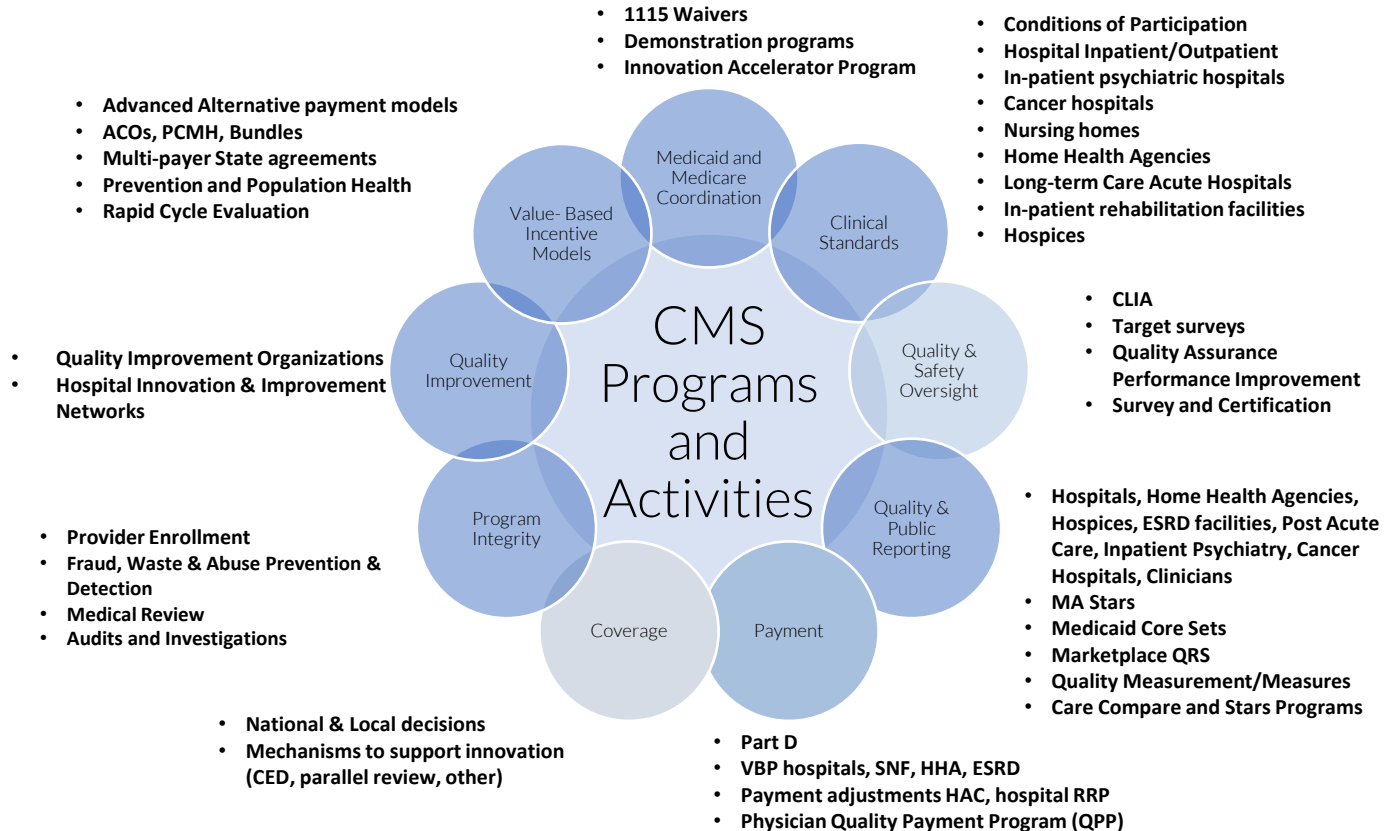 • 1115 Waivers
• Demonstration programs
• Innovation Accelerator Program
• Conditions of Participation
• Hospital Inpatient/Outpatient
• In-patient psychiatric hospitals
• Cancer hospitals
• Nursing homes
• Home Health Agencies
• Long-term Care Acute Hospitals
• In-patient rehabilitation facilities
• Hospices
• Advanced Alternative payment models
• ACOs, PCMH, Bundles
• Multi-payer State agreements
• Prevention and Population Health
• Rapid Cycle Evaluation
Medicaid and
Medicare
Coordination
Value- Based
Incentive
Models
Clinical
Standards
• CLIA
• Target surveys
• Quality Assurance
Performance Improvement
• Survey and Certification
CMS
Programs
and
Activities
Quality &
Safety
Oversight
• Quality Improvement Organizations
• Hospital Innovation & Improvement
Networks
Quality
Improvement
Quality &
Public
Reporting
• Hospitals, Home Health Agencies,
Hospices, ESRD facilities, Post Acute
Care, Inpatient Psychiatry, Cancer
Hospitals, Clinicians
• MA Stars
• Medicaid Core Sets
• Marketplace QRS
• Quality Measurement/Measures
• Care Compare and Stars Programs
Program
Integrity
• Provider Enrollment
• Fraud, Waste & Abuse Prevention &
Detection
• Medical Review
• Audits and Investigations
Coverage
Payment
• National & Local decisions
• Mechanisms to support innovation
(CED, parallel review, other)
• Part D
• VBP hospitals, SNF, HHA, ESRD
• Payment adjustments HAC, hospital RRP
• Physician Quality Payment Program (QPP)